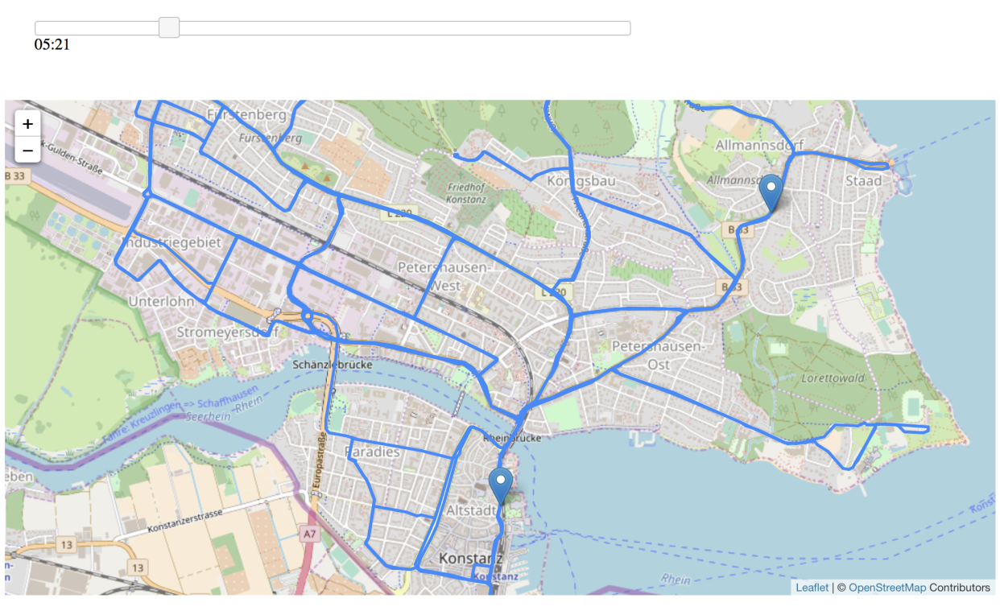 05:21
+
−
Fürstenberg
Fürstenberg
k-Gulden-Straße
B 33
Allmannsdorf
Friedhof
Konstanz
Königsbau
Staad
L 220
B 33
Industriegebiet
Petershausen-
West
L 220
B 33
Unterlohn
Stromeyersdorf
Petershausen-
Ost
Schänzlebrücke
Lorettowald
Fähre: Kreuzlingen => Schaffhausen
Seerhein-Rhein
Rheinbrücke
Paradies
Europastraße
eben
Altstadt
Konstanzerstrasse
A7
13
13
Konstanz
Konstanz
Rhein
Leaflet | © OpenStreetMap Contributors